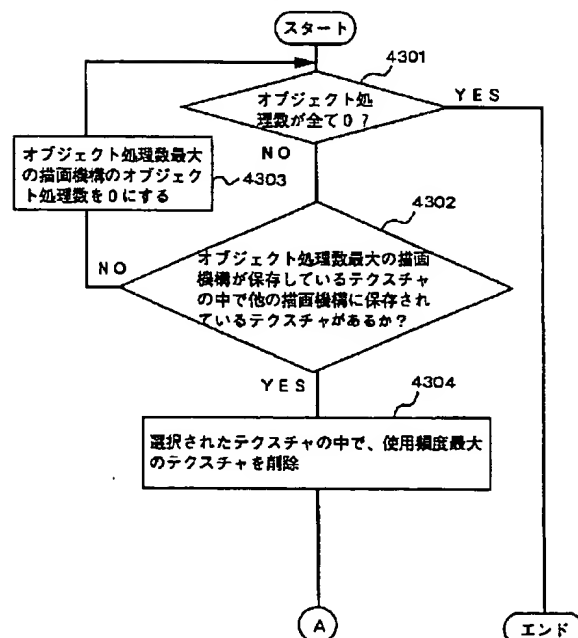 スタート
4301
オブジェクト処
理数が全て0？
YES
NO
オブジェクト処理数最大
の描画機構のオブジェク
ト処理数を0にする
4303
4302
オブジェクト処理数最大の描画
機構が保存しているテクスチャ
の中で他の描画機構に保存され
ているテクスチャがあるか？
NO
YES
4304
選択されたテクスチャの中で、使用頻度最大
のテクスチャを削除
A
エンド